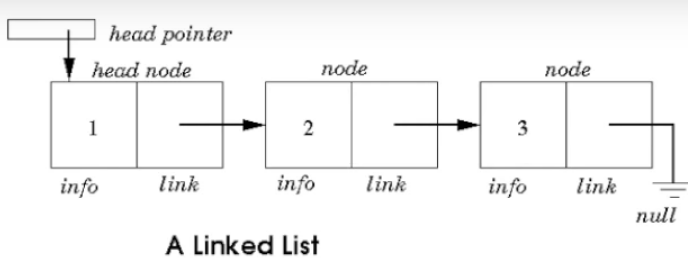 head pointer
head node node node
1 2 3
info link info link info link
null
A Linked List